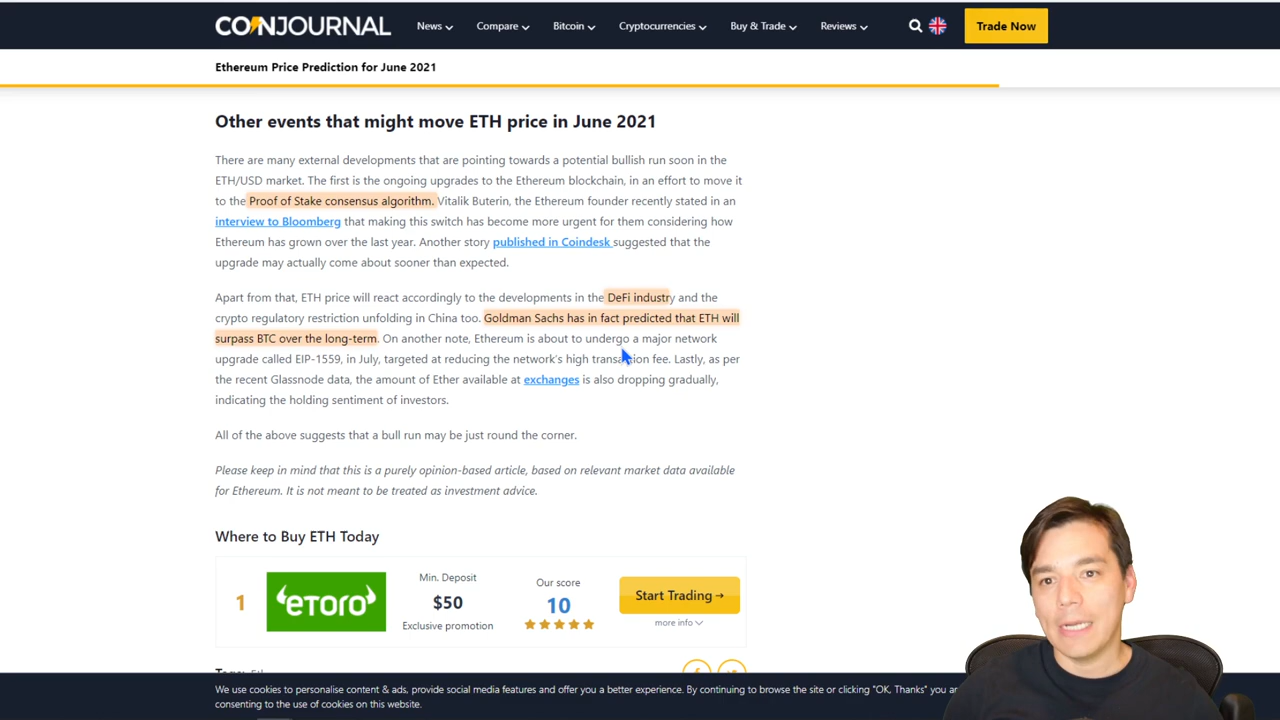 COINJOURNAL News Compare Bitcoin Cryptocurrencies Buy & Trade Reviews Trade Now
Ethereum Price Prediction for June 2021
Other events that might move ETH price in June 2021
There are many external developments that are pointing towards a potential bullish run soon in the
ETH/USD market. The first is the ongoing upgrades to the Ethereum blockchain, in an effort to move it
to the Proof of Stake consensus algorithm. Vitalik Buterin, the Ethereum founder recently stated in an
interview to Bloomberg that making this switch has become more urgent for them considering how
Ethereum has grown over the last year. Another story published in Coindesk suggested that the
upgrade may actually come about sooner than expected.
Apart from that, ETH price will react accordingly to the developments in the DeFi industry and the
crypto regulatory restriction unfolding in China too. Goldman Sachs has in fact predicted that ETH will
surpass BTC over the long-term. On another note, Ethereum is about to undergo a major network
upgrade called EIP-1559, in July, targeted at reducing the network's high transaction fee. Lastly, as per
the recent Glassnode data, the amount of Ether available at exchanges is also dropping gradually,
indicating the holding sentiment of investors.
All of the above suggests that a bull run may be just round the corner.
Please keep in mind that this is a purely opinion-based article, based on relevant market data available
for Ethereum. It is not meant to be treated as investment advice.
Where to Buy ETH Today
1 eToro Min. Deposit $50 Exclusive promotion Our score 10 Start Trading → more info
We use cookies to personalise content & ads, provide social media features and offer you a better experience. By continuing to browse the site or clicking "OK, Thanks" you are
consenting to the use of cookies on this website.